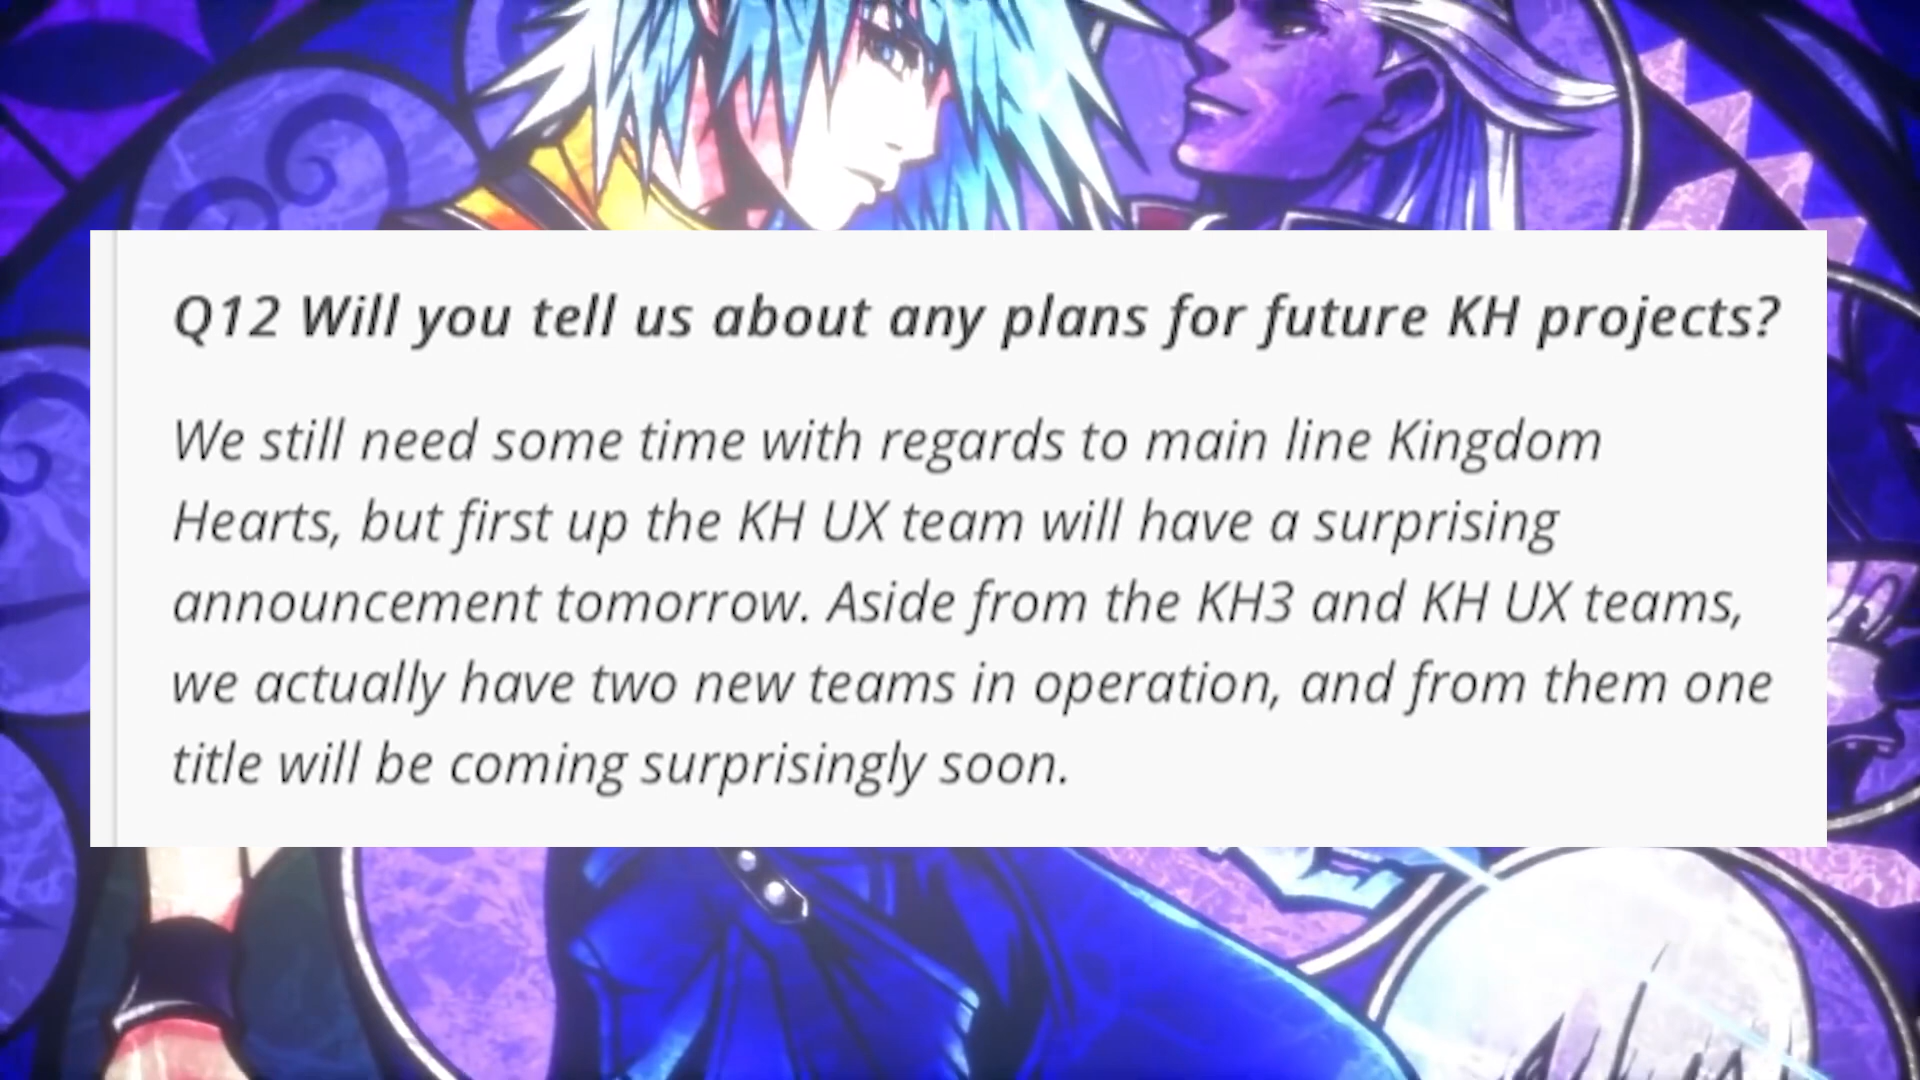 Q12 Will you tell us about any plans for future KH projects?
We still need some time with regards to main line Kingdom
Hearts, but first up the KH UX team will have a surprising
announcement tomorrow. Aside from the KH3 and KH UX teams,
we actually have two new teams in operation, and from them one
title will be coming surprisingly soon.